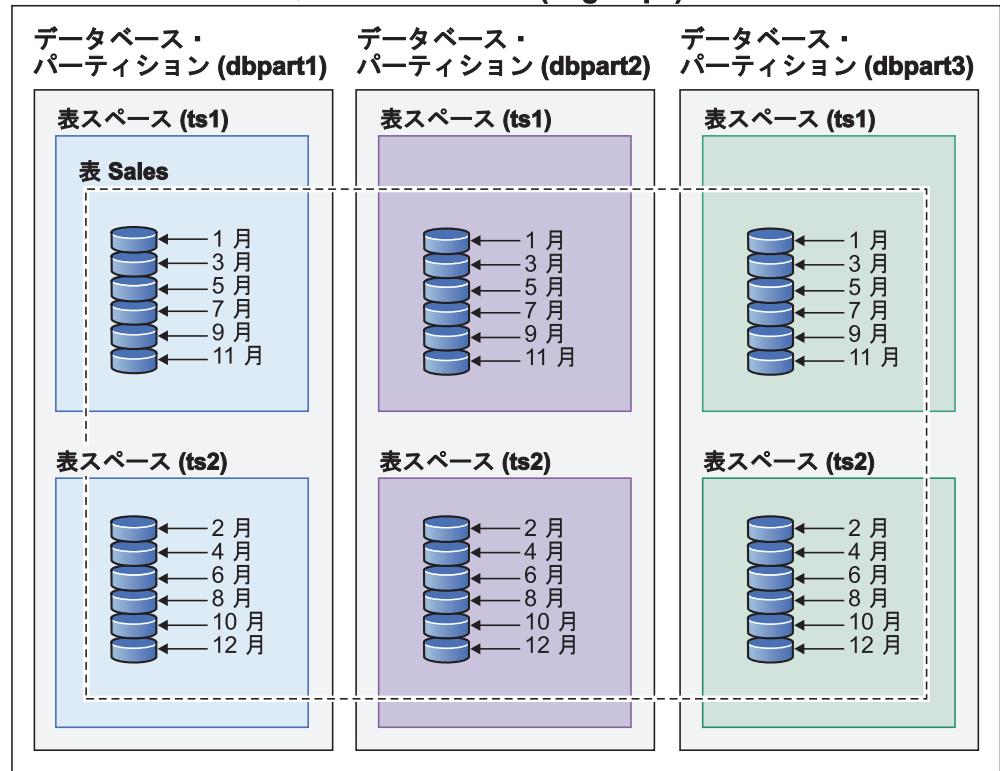 データベース・
パーティション (dbpart1)
表スペース (ts1)
表 Sales
1 月
3 月
5 月
7 月
9 月
11 月
表スペース (ts2)
2 月
4 月
6 月
8 月
10 月
12 月
データベース・
パーティション (dbpart2)
表スペース (ts1)
1 月
3 月
5 月
7 月
9 月
11 月
表スペース (ts2)
2 月
4 月
6 月
8 月
10 月
12 月
データベース・
パーティション (dbpart3)
表スペース (ts1)
1 月
3 月
5 月
7 月
9 月
11 月
表スペース (ts2)
2 月
4 月
6 月
8 月
10 月
12 月